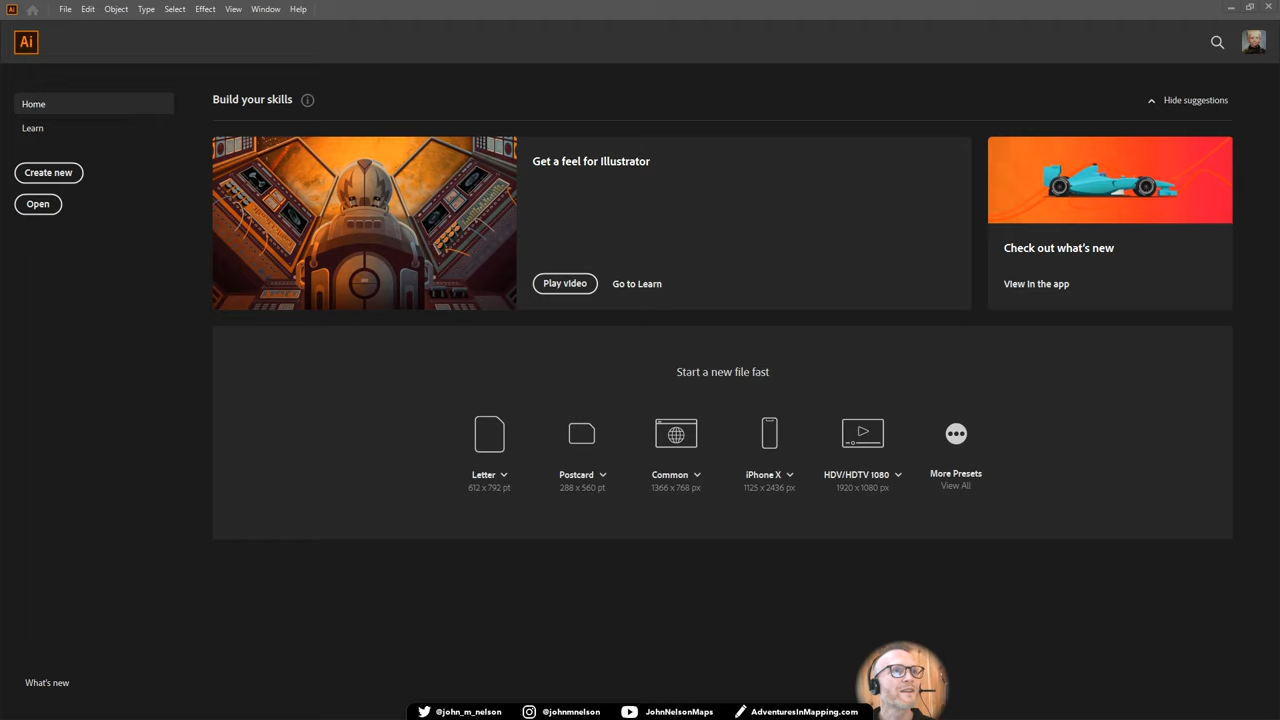 Ai
File Edit Object Type Select Effect View Window Help
Ai
Home
Learn
Create new
Open
Build your skills
Hide suggestions
Get a feel for Illustrator
Play video
Go to Learn
Check out what's new
View in the app
Start a new file fast
Letter
612 x 792 pt
Postcard
288 x 560 pt
Common
1366 x 768 px
iPhone X
1125 x 2436 px
HDV/HDTV 1080
1920 x 1080 px
More Presets
View All
What's new
@john_m_nelson @johnmnelson JohnNelsonMaps AdventuresInMapping.com